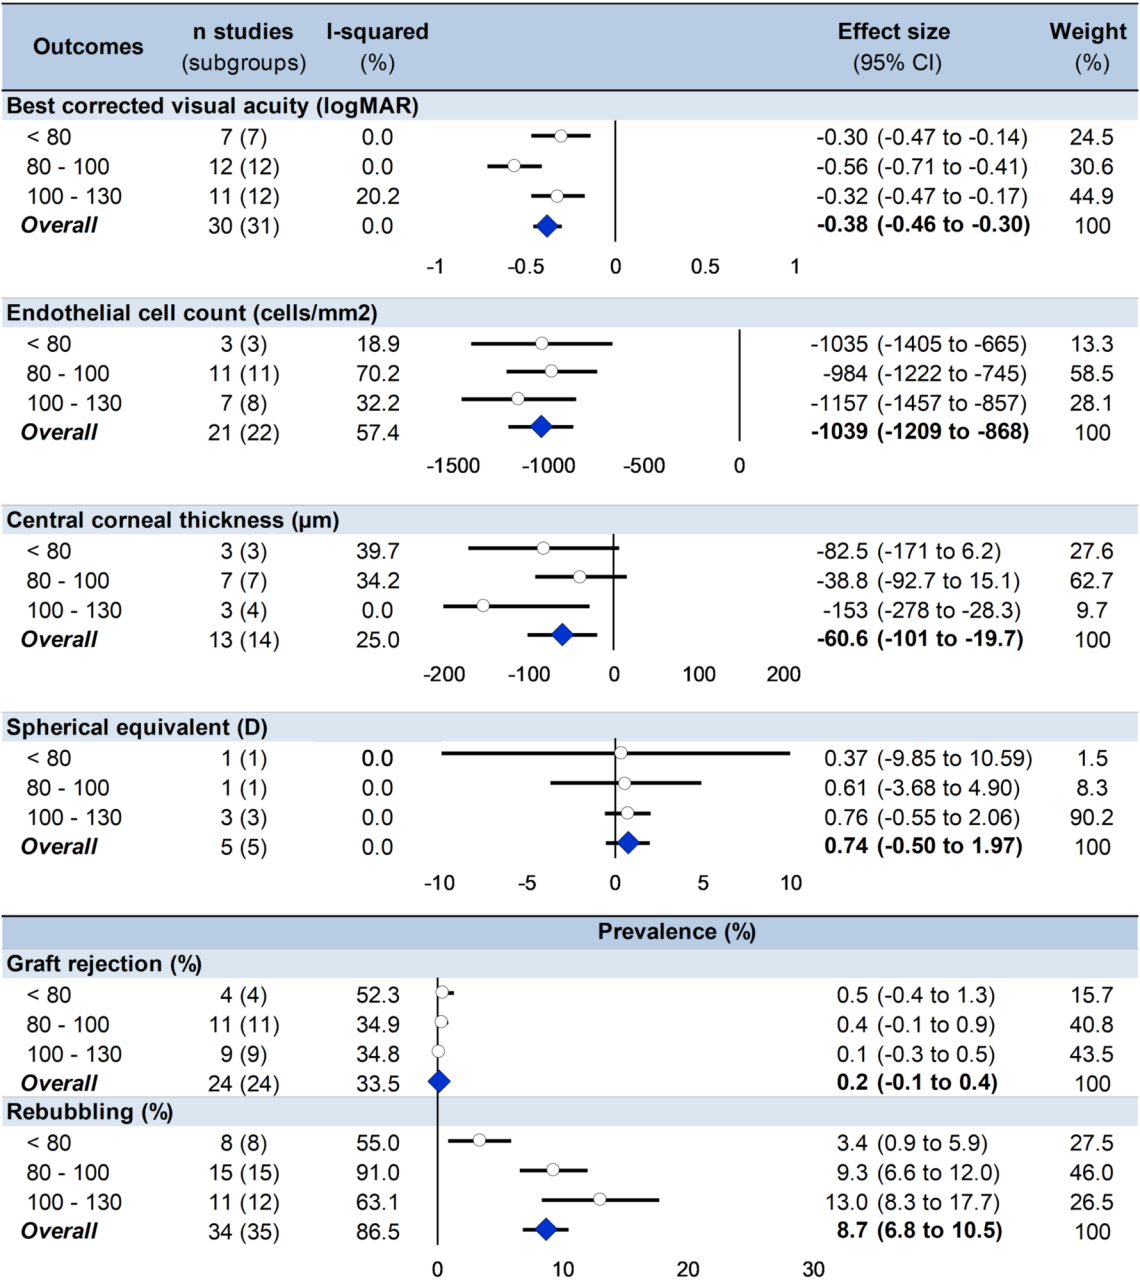 Outcomes n studies (subgroups) I-squared (%) Effect size (95% CI) Weight (%)
Best corrected visual acuity (logMAR)
< 80 7 (7) 0.0 -0.30 (-0.47 to -0.14) 24.5
80 - 100 12 (12) 0.0 -0.56 (-0.71 to -0.41) 30.6
100 - 130 11 (12) 20.2 -0.32 (-0.47 to -0.17) 44.9
Overall 30 (31) 0.0 -0.38 (-0.46 to -0.30) 100
-1 -0.5 0 0.5 1
Endothelial cell count (cells/mm2)
< 80 3 (3) 18.9 -1035 (-1405 to -665) 13.3
80 - 100 11 (11) 70.2 -984 (-1222 to -745) 58.5
100 - 130 7 (8) 32.2 -1157 (-1457 to -857) 28.1
Overall 21 (22) 57.4 -1039 (-1209 to -868) 100
-1500 -1000 -500 0
Central corneal thickness (µm)
< 80 3 (3) 39.7 -82.5 (-171 to 6.2) 27.6
80 - 100 7 (7) 34.2 -38.8 (-92.7 to 15.1) 62.7
100 - 130 3 (4) 0.0 -153 (-278 to -28.3) 9.7
Overall 13 (14) 25.0 -60.6 (-101 to -19.7) 100
-200 -100 0 100 200
Spherical equivalent (D)
< 80 1 (1) 0.0 0.37 (-9.85 to 10.59) 1.5
80 - 100 1 (1) 0.0 0.61 (-3.68 to 4.90) 8.3
100 - 130 3 (3) 0.0 0.76 (-0.55 to 2.06) 90.2
Overall 5 (5) 0.0 0.74 (-0.50 to 1.97) 100
-10 -5 0 5 10
Prevalence (%)
Graft rejection (%)
< 80 4 (4) 52.3 0.5 (-0.4 to 1.3) 15.7
80 - 100 11 (11) 34.9 0.4 (-0.1 to 0.9) 40.8
100 - 130 9 (9) 34.8 0.1 (-0.3 to 0.5) 43.5
Overall 24 (24) 33.5 0.2 (-0.1 to 0.4) 100
Rebubbling (%)
< 80 8 (8) 55.0 3.4 (0.9 to 5.9) 27.5
80 - 100 15 (15) 91.0 9.3 (6.6 to 12.0) 46.0
100 - 130 11 (12) 63.1 13.0 (8.3 to 17.7) 26.5
Overall 34 (35) 86.5 8.7 (6.8 to 10.5) 100
0 10 20 30